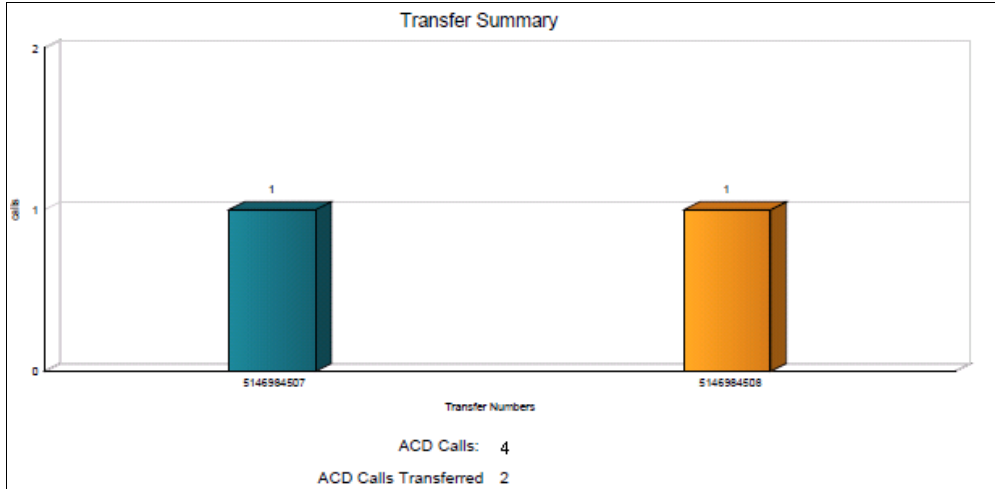 Transfer Summary
2
1 1
calls
1
0
5146984507 5146984508
Transfer Numbers
ACD Calls: 4
ACD Calls Transferred 2